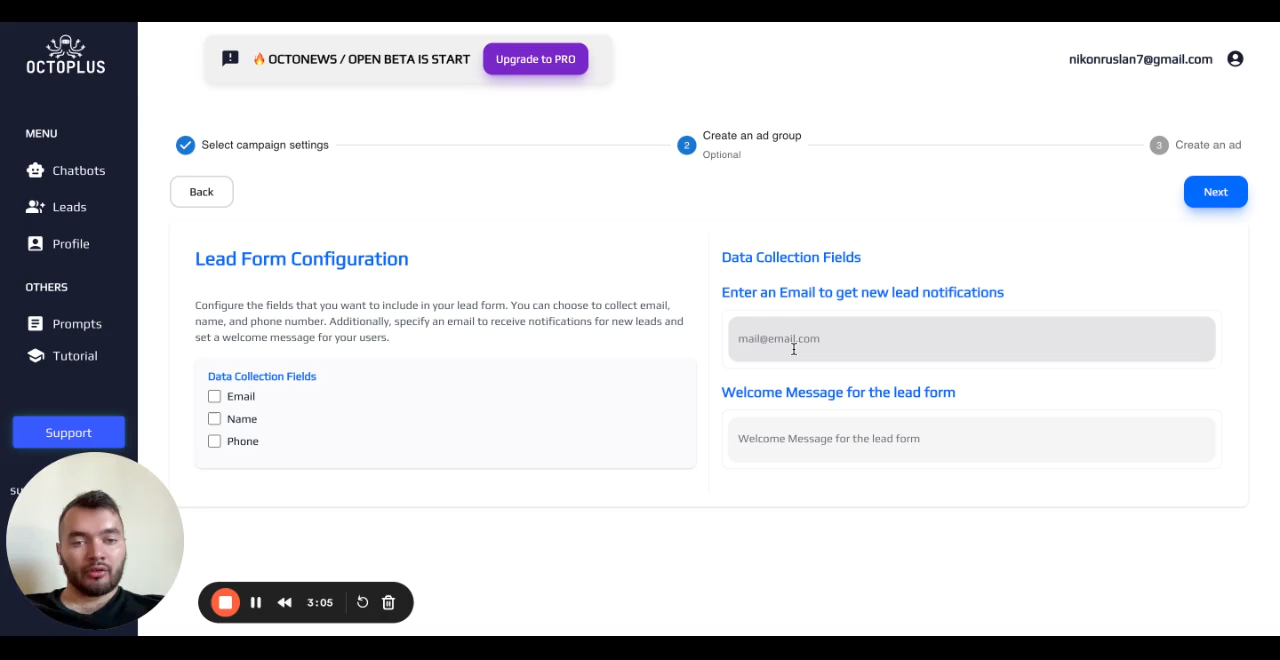 OCTOPLUS
🔥 OCTONEWS / OPEN BETA IS START
Upgrade to PRO
nikonruslan7@gmail.com
MENU
Chatbots
Leads
Profile
OTHERS
Prompts
Tutorial
Support
Select campaign settings
2
Create an ad group
Optional
3
Create an ad
Back
Next
Lead Form Configuration
Configure the fields that you want to include in your lead form. You can choose to collect email,
name, and phone number. Additionally, specify an email to receive notifications for new leads and
set a welcome message for your users.
Data Collection Fields
Email
Name
Phone
Data Collection Fields
Enter an Email to get new lead notifications
mail@email.com
Welcome Message for the lead form
Welcome Message for the lead form
3:05